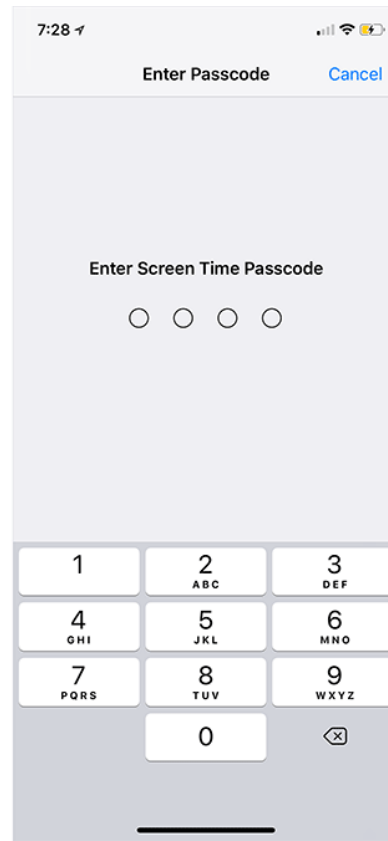 7:28
Enter Passcode Cancel
Enter Screen Time Passcode
1 2 3
ABC DEF
4 5 6
GHI JKL MNO
7 8 9
PQRS TUV WXYZ
0